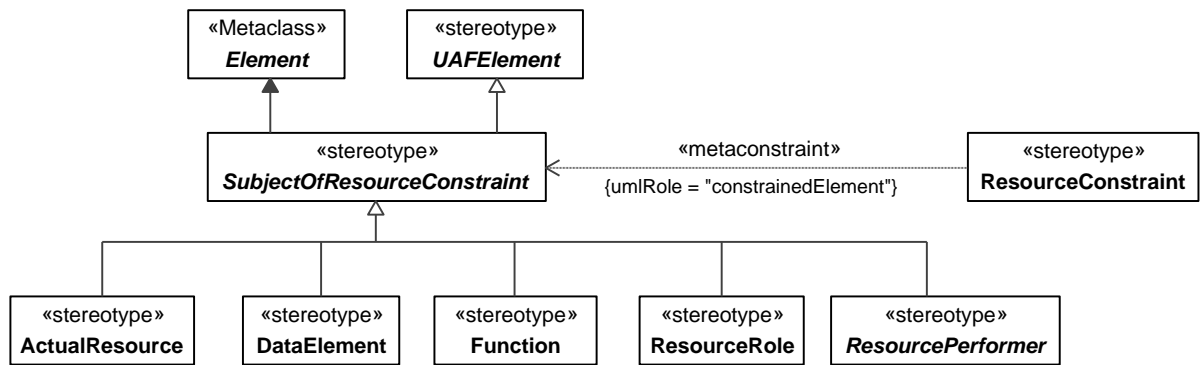 «Metaclass»
Element
«stereotype»
UAFElement
«stereotype»
SubjectOfResourceConstraint
«metaconstraint»
{umlRole = "constrainedElement"}
«stereotype»
ResourceConstraint
«stereotype»
ActualResource
«stereotype»
DataElement
«stereotype»
Function
«stereotype»
ResourceRole
«stereotype»
ResourcePerformer